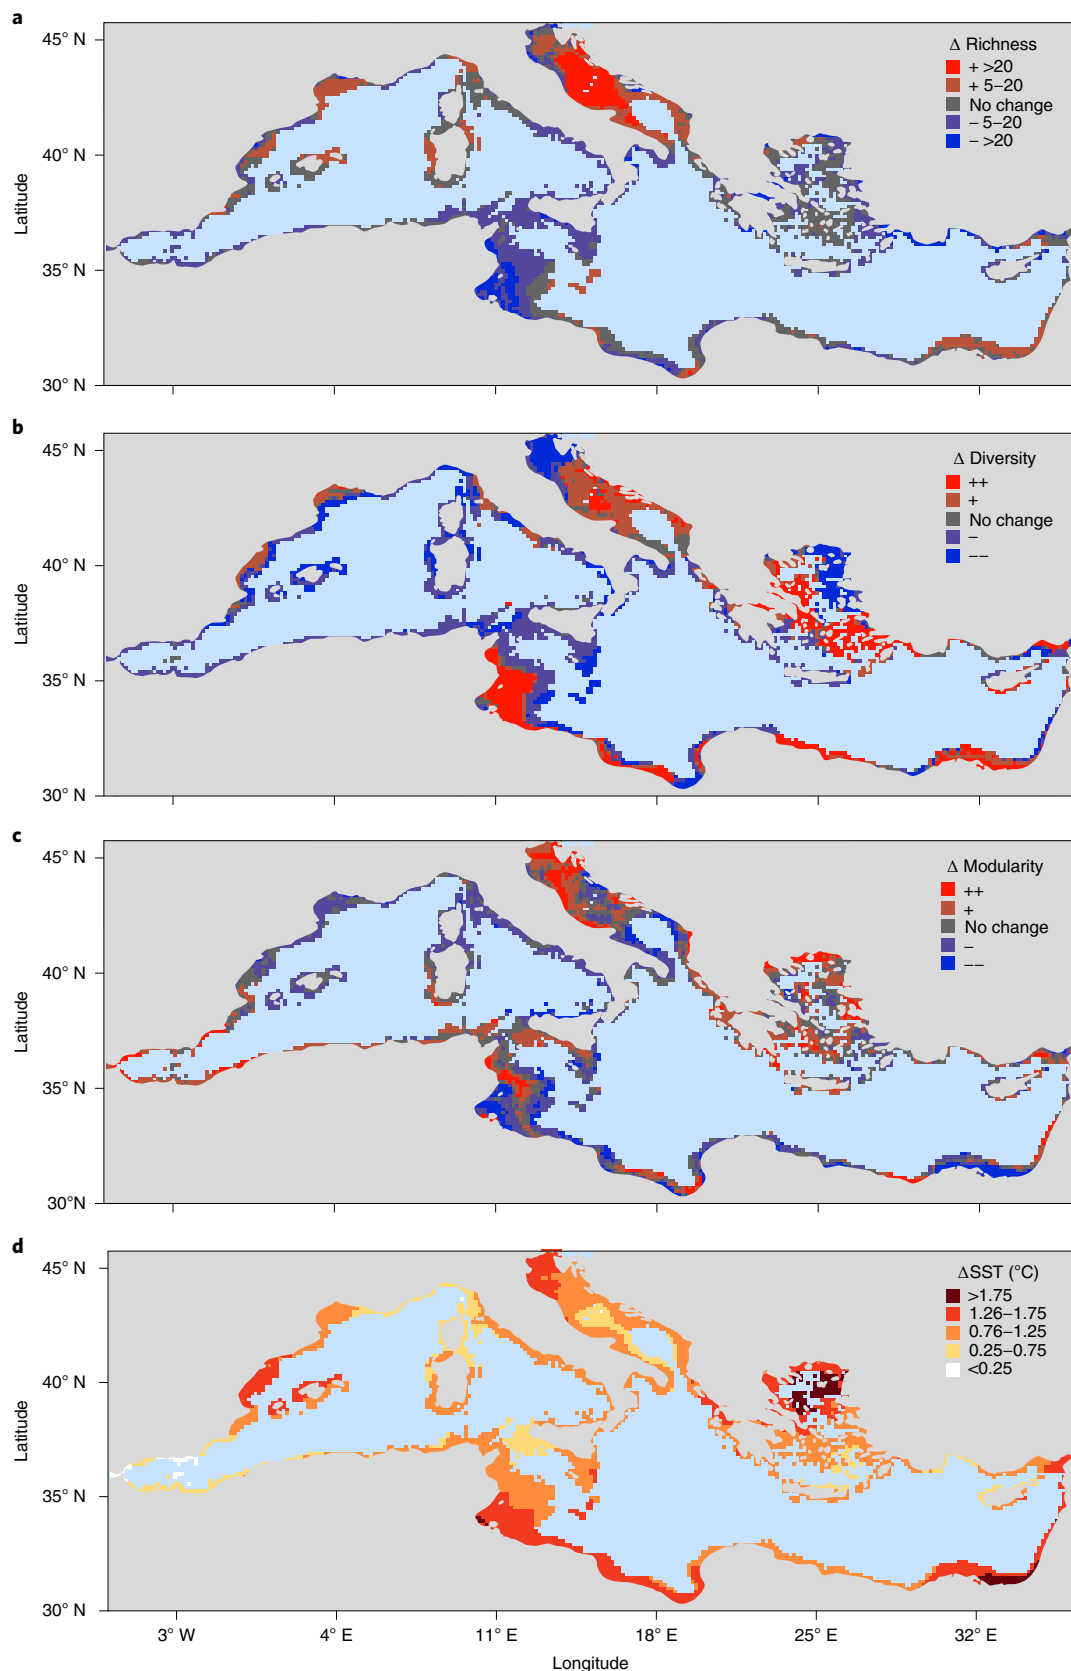 a
45° N
40° N
35° N
30° N
Latitude
Δ Richness
+ >20
+ 5–20
No change
– 5–20
– >20
b
45° N
40° N
35° N
30° N
Latitude
Δ Diversity
++
+
No change
–
––
c
45° N
40° N
35° N
30°N
Latitude
Δ Modularity
++
+
No change
–
––
d
45° N
40° N
35° N
30° N
Latitude
ΔSST (°C)
>1.75
1.26–1.75
0.76–1.25
0.25–0.75
<0.25
3° W 4° E 11° E 18° E 25° E 32° E
Longitude